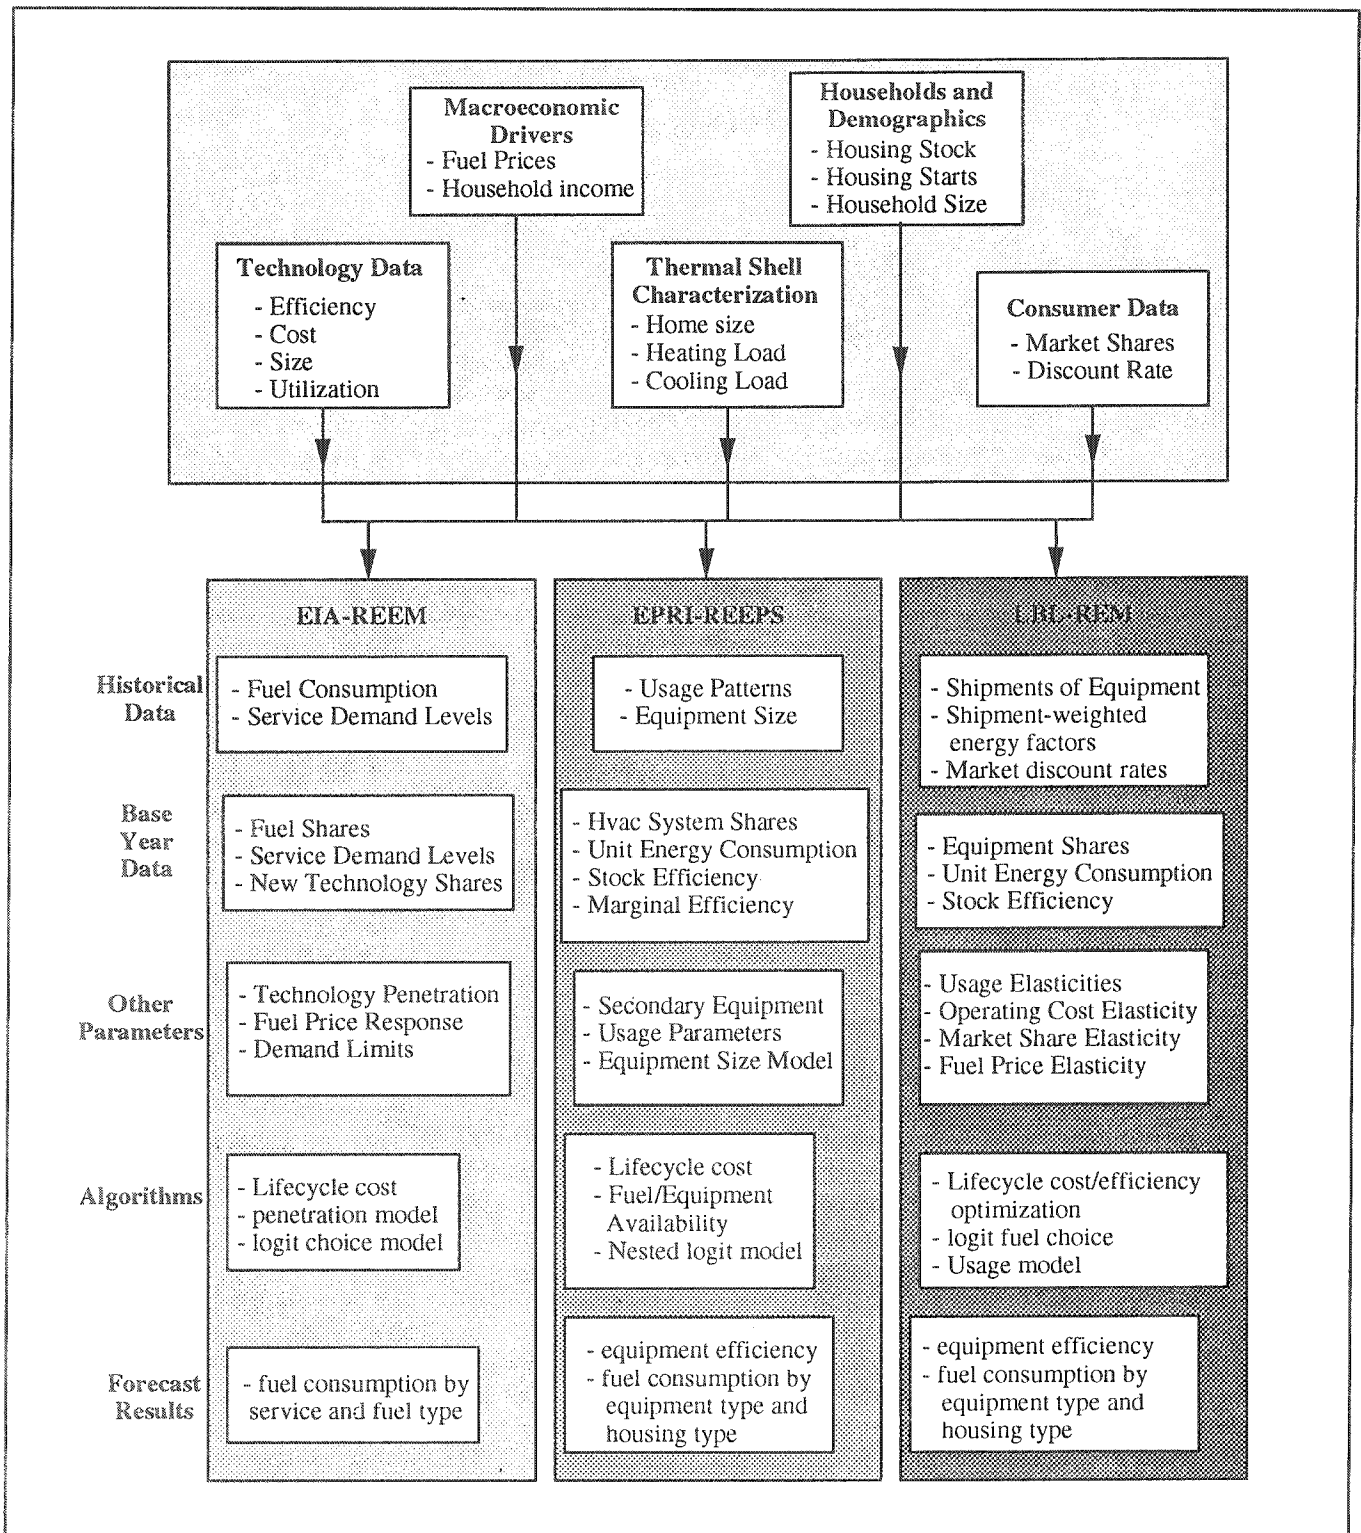 Macroeconomic
Drivers
- Fuel Prices
- Household income
Households and
Demographics
- Housing Stock
- Housing Starts
- Household Size
Technology Data
- Efficiency
- Cost
- Size
- Utilization
Thermal Shell
Characterization
- Home size
- Heating Load
- Cooling Load
Consumer Data
- Market Shares
- Discount Rate
EIA-REEM
EPRI-REEPS
LBL-REM
Historical
Data
- Fuel Consumption
- Service Demand Levels
- Usage Patterns
- Equipment Size
- Shipments of Equipment
- Shipment-weighted
energy factors
- Market discount rates
Base
Year
Data
- Fuel Shares
- Service Demand Levels
- New Technology Shares
- Hvac System Shares
- Unit Energy Consumption
- Stock Efficiency
- Marginal Efficiency
- Equipment Shares
- Unit Energy Consumption
- Stock Efficiency
Other
Parameters
- Technology Penetration
- Fuel Price Response
- Demand Limits
- Secondary Equipment
- Usage Parameters
- Equipment Size Model
- Usage Elasticities
- Operating Cost Elasticity
- Market Share Elasticity
- Fuel Price Elasticity
Algorithms
- Lifecycle cost
- penetration model
- logit choice model
- Lifecycle cost
- Fuel/Equipment
Availability
- Nested logit model
- Lifecycle cost/efficiency
optimization
- logit fuel choice
- Usage model
Forecast
Results
- fuel consumption by
service and fuel type
- equipment efficiency
- fuel consumption by
equipment type and
housing type
- equipment efficiency
- fuel consumption by
equipment type and
housing type